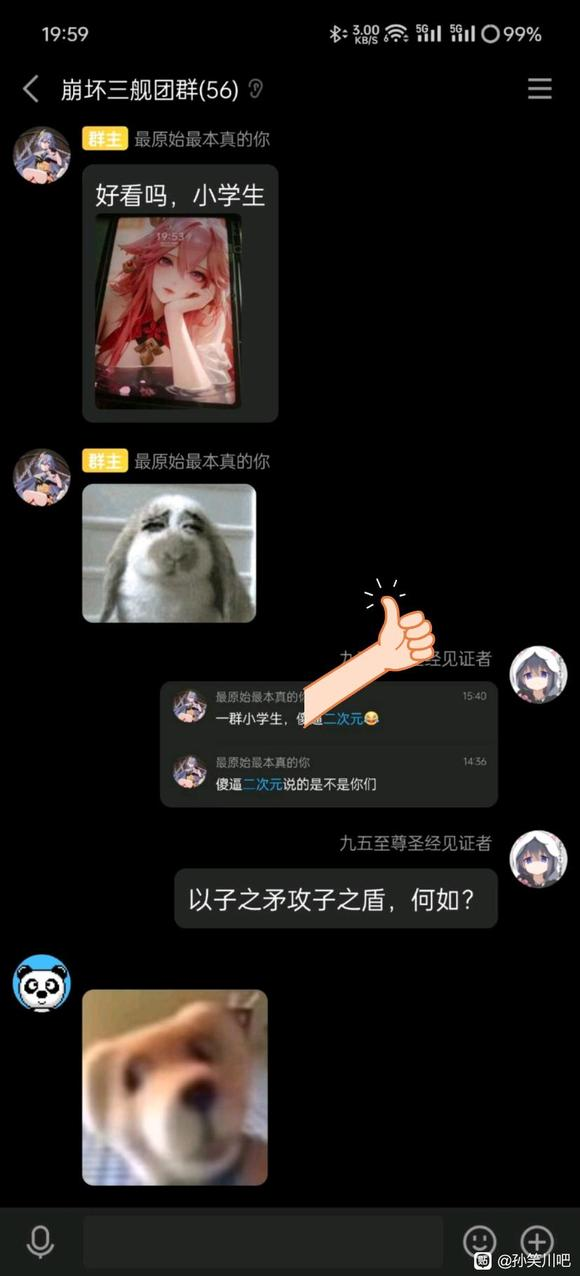 19:59
3.00
KB/S
6
5G
5G
99%
崩坏三舰团群(56)
群主 最原始最本真的你
好看吗，小学生
19:53
群主 最原始最本真的你
九 经见证者
最原始最本真的 15:40
一群小学生，傻逼二次元😂
最原始最本真的你 14:36
傻逼二次元说的是不是你们
九五至尊圣经见证者
以子之矛攻子之盾，何如？
贴 @孙笑川吧